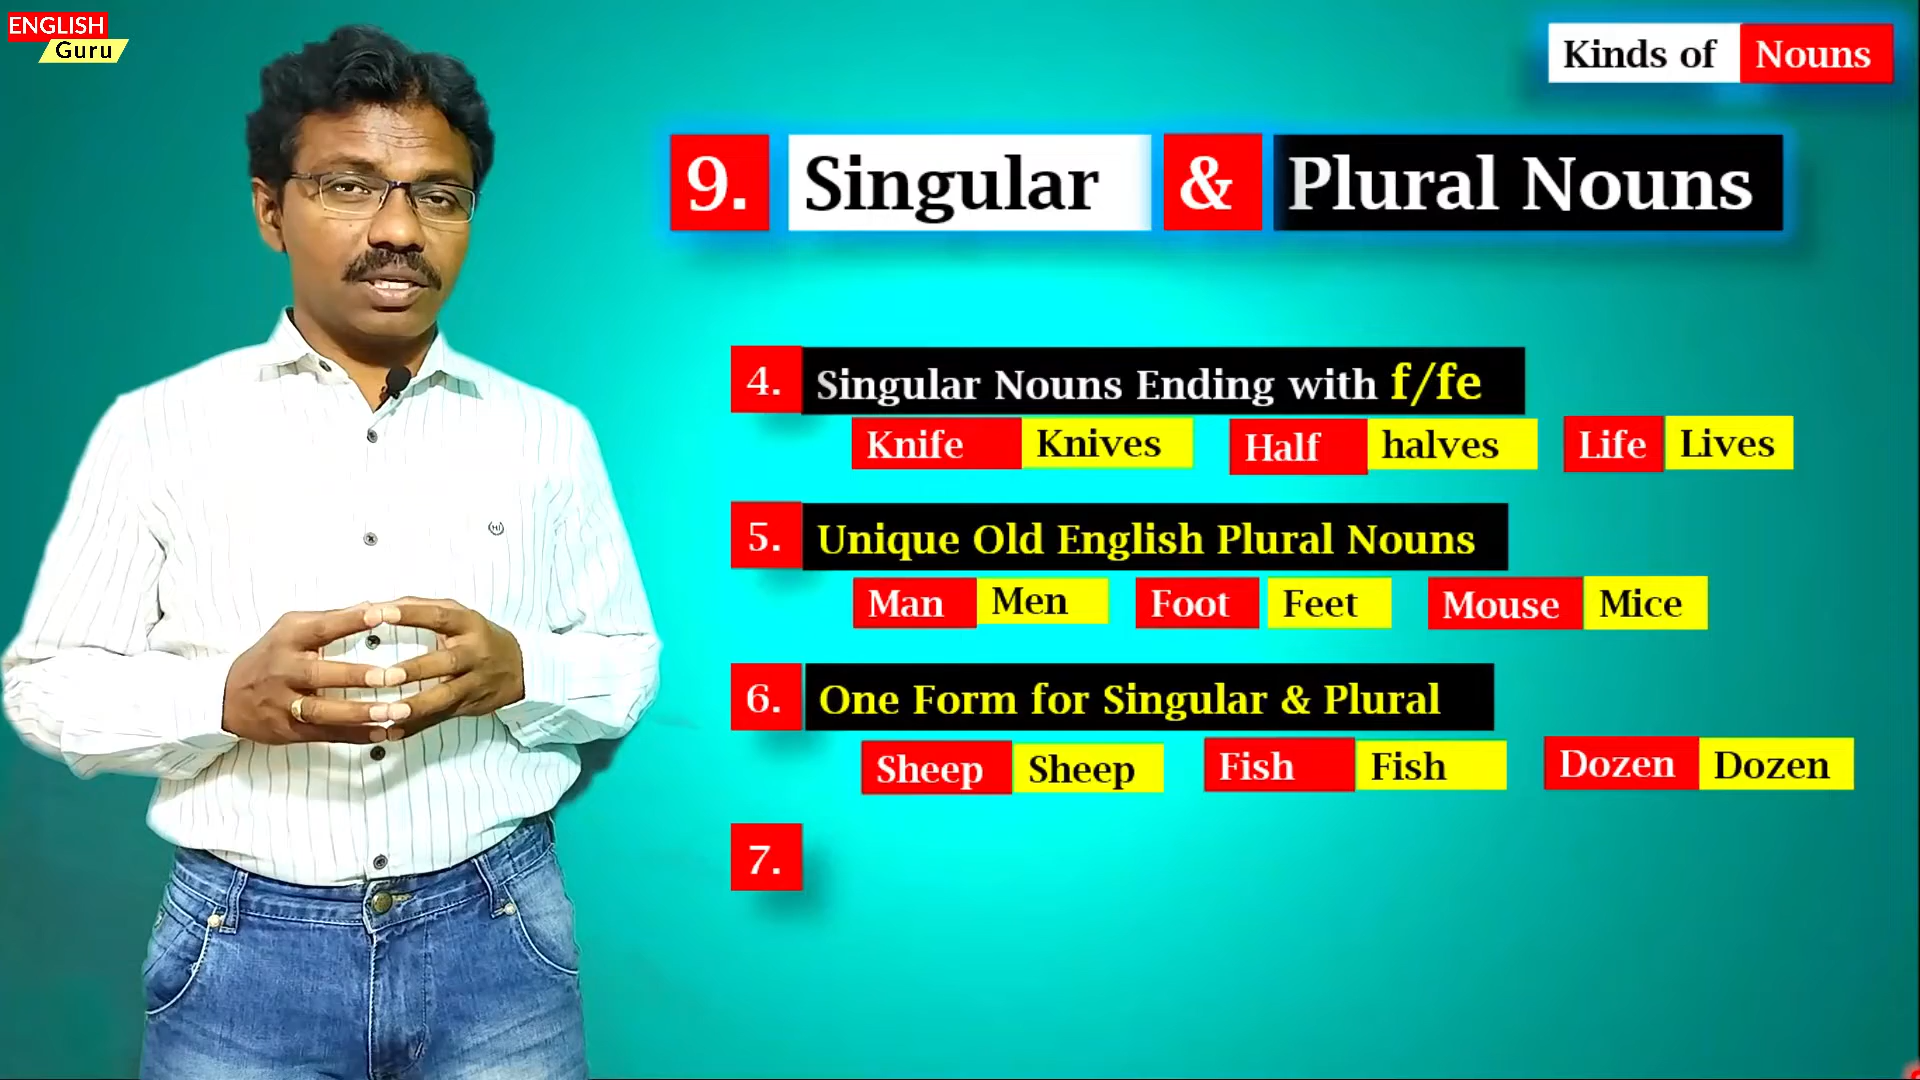 ENGLISH
Guru
Kinds of Nouns
9. Singular & Plural Nouns
4. Singular Nouns Ending with f/fe
Knife Knives Half halves Life Lives
5. Unique Old English Plural Nouns
Man Men Foot Feet Mouse Mice
6. One Form for Singular & Plural
Sheep Sheep Fish Fish Dozen Dozen
7.